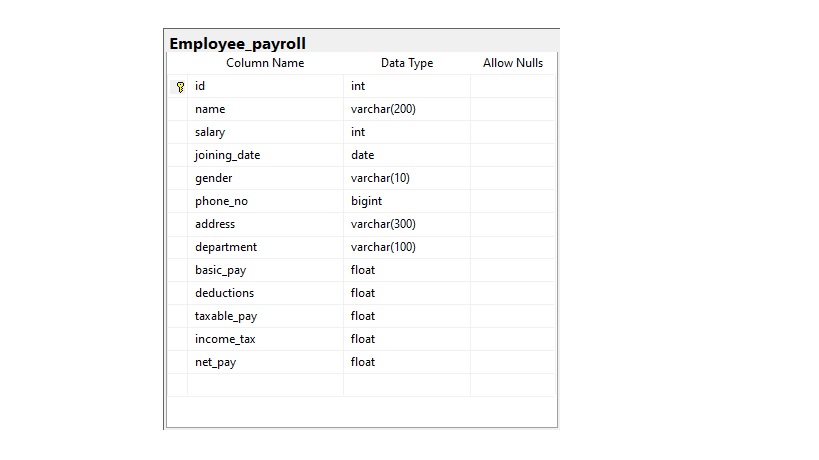 Employee_payroll
Column Name Data Type Allow Nulls
id int
name varchar(200)
salary int
joining_date date
gender varchar(10)
phone_no bigint
address varchar(300)
department varchar(100)
basic_pay float
deductions float
taxable_pay float
income_tax float
net_pay float